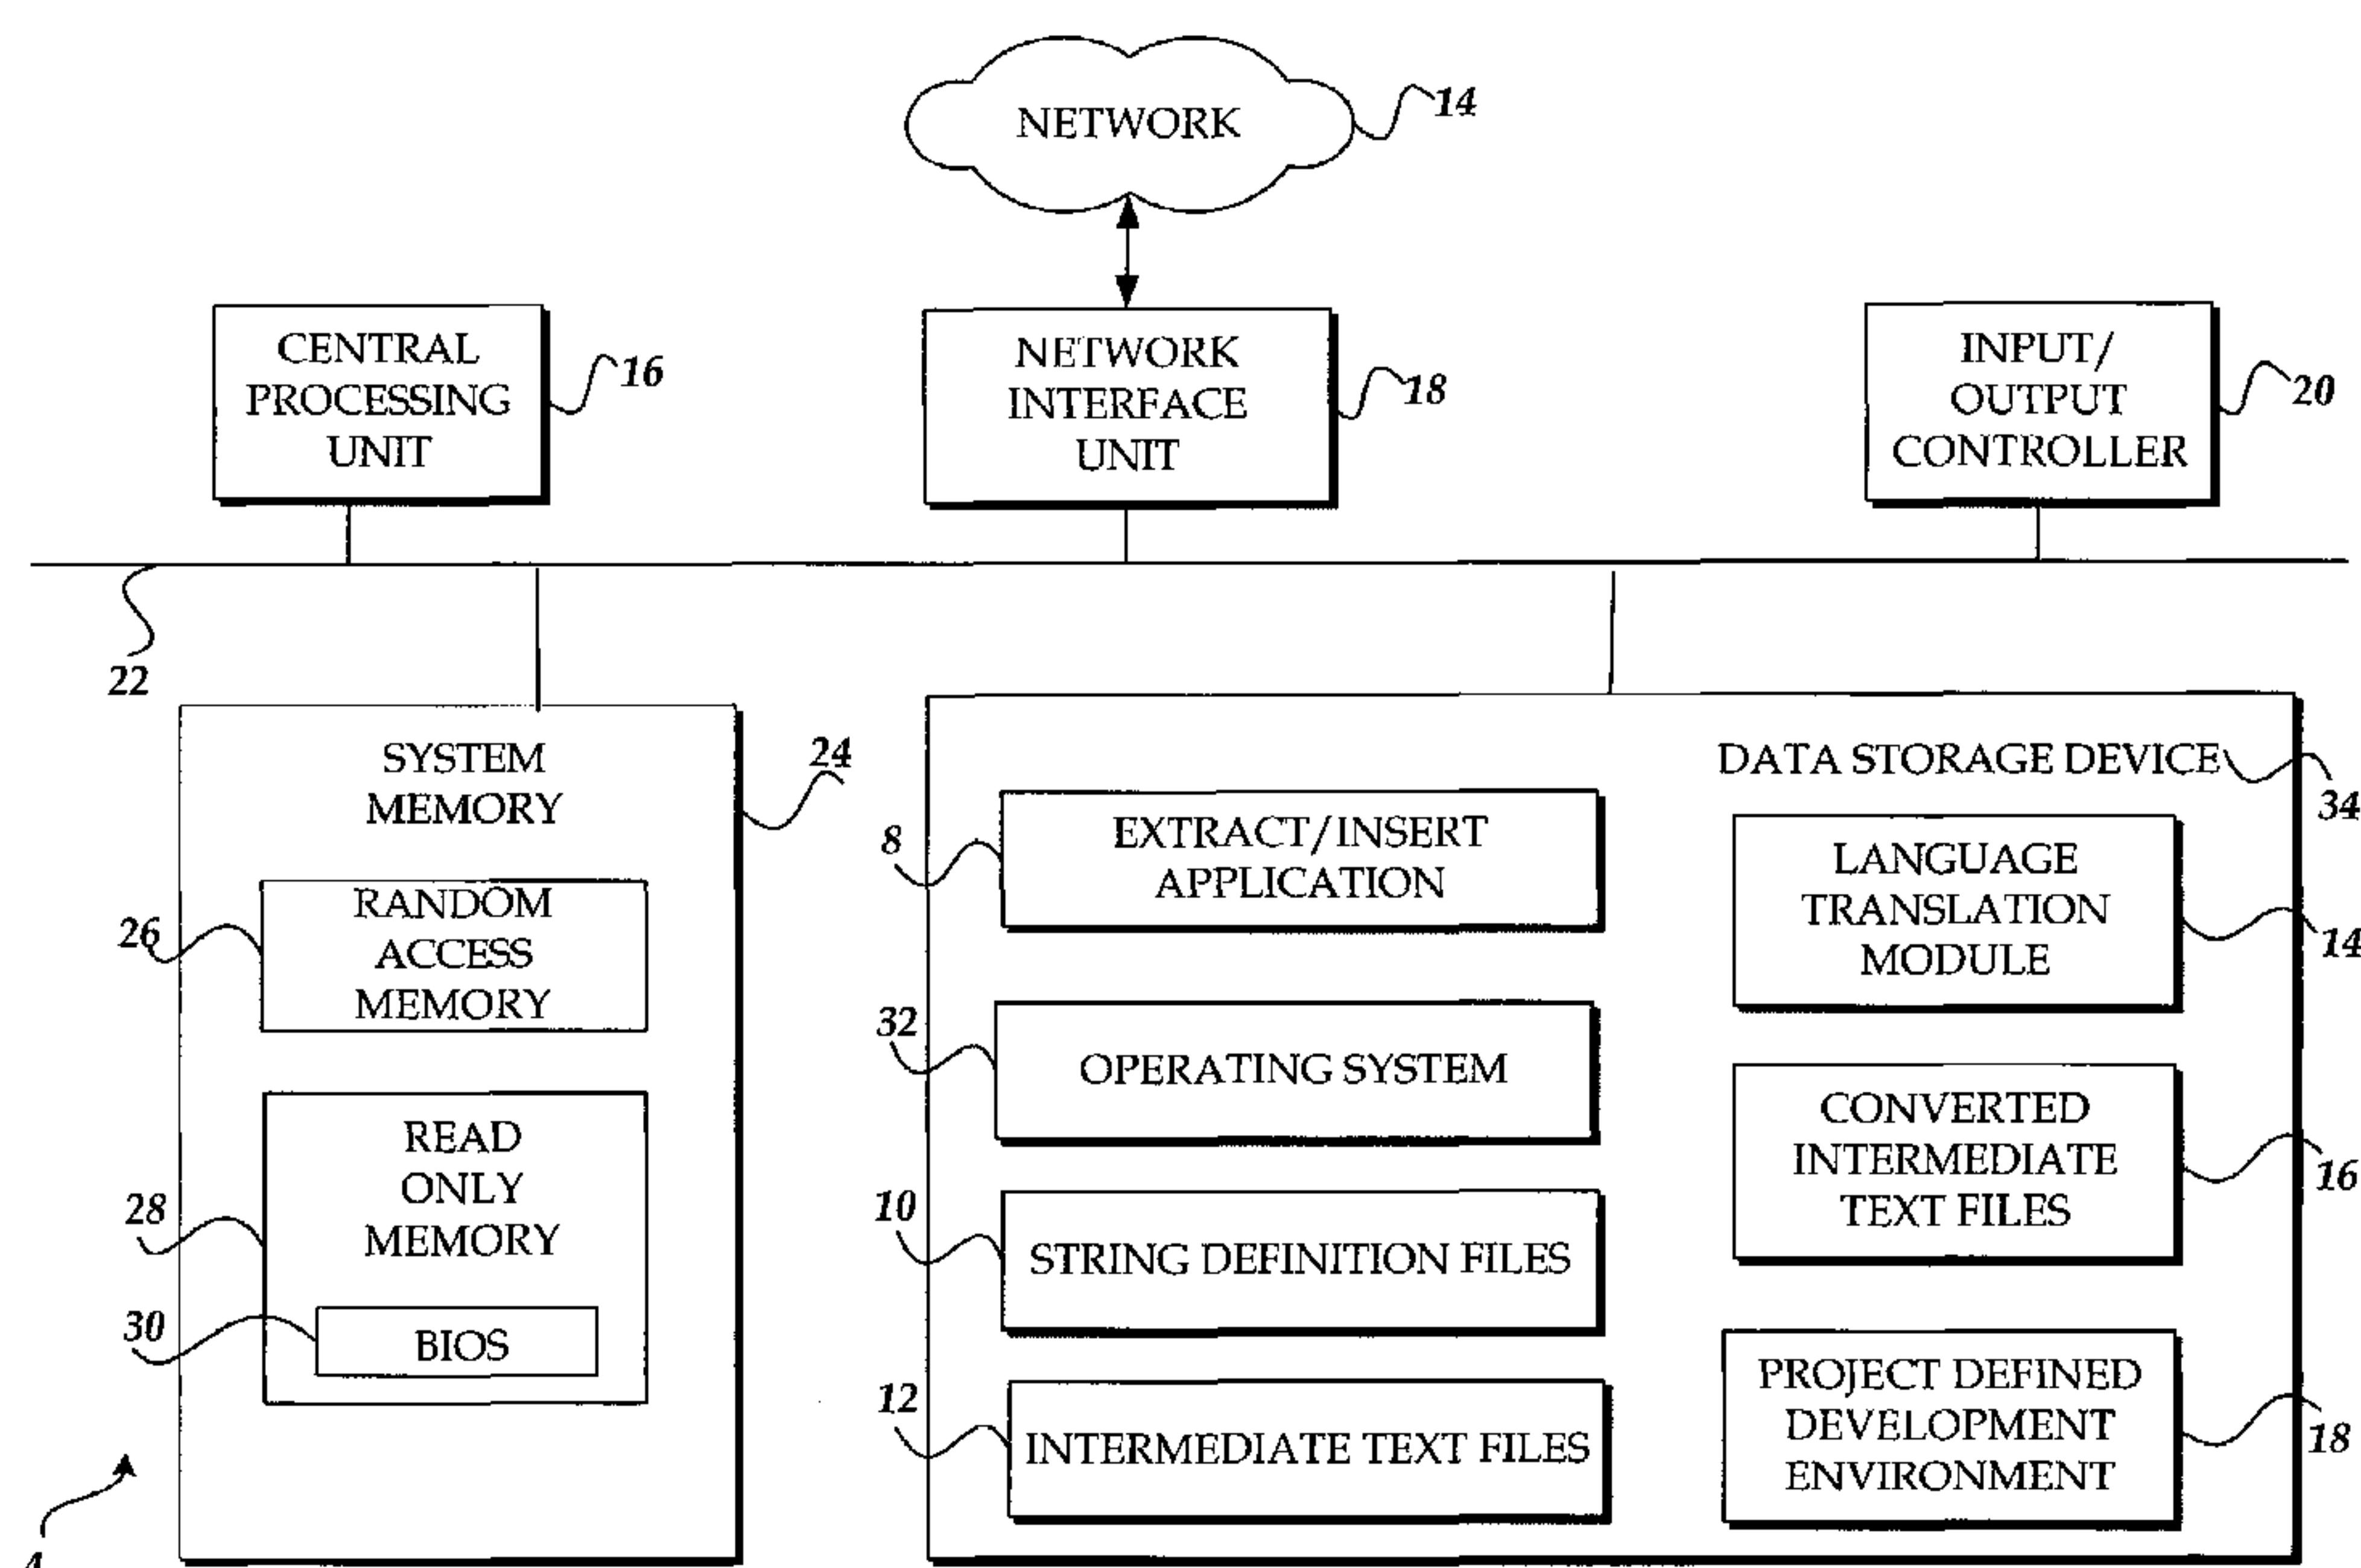 NETWORK
14
CENTRAL
PROCESSING
UNIT
16
NETWORK
INTERFACE
UNIT
18
INPUT/
OUTPUT
CONTROLLER
20
22
SYSTEM
MEMORY
24
RANDOM
ACCESS
MEMORY
26
READ
ONLY
MEMORY
28
BIOS
30
4
DATA STORAGE DEVICE
34
EXTRACT/INSERT
APPLICATION
8
OPERATING SYSTEM
32
STRING DEFINITION FILES
10
INTERMEDIATE TEXT FILES
12
LANGUAGE
TRANSLATION
MODULE
14
CONVERTED
INTERMEDIATE
TEXT FILES
16
PROJECT DEFINED
DEVELOPMENT
ENVIRONMENT
18